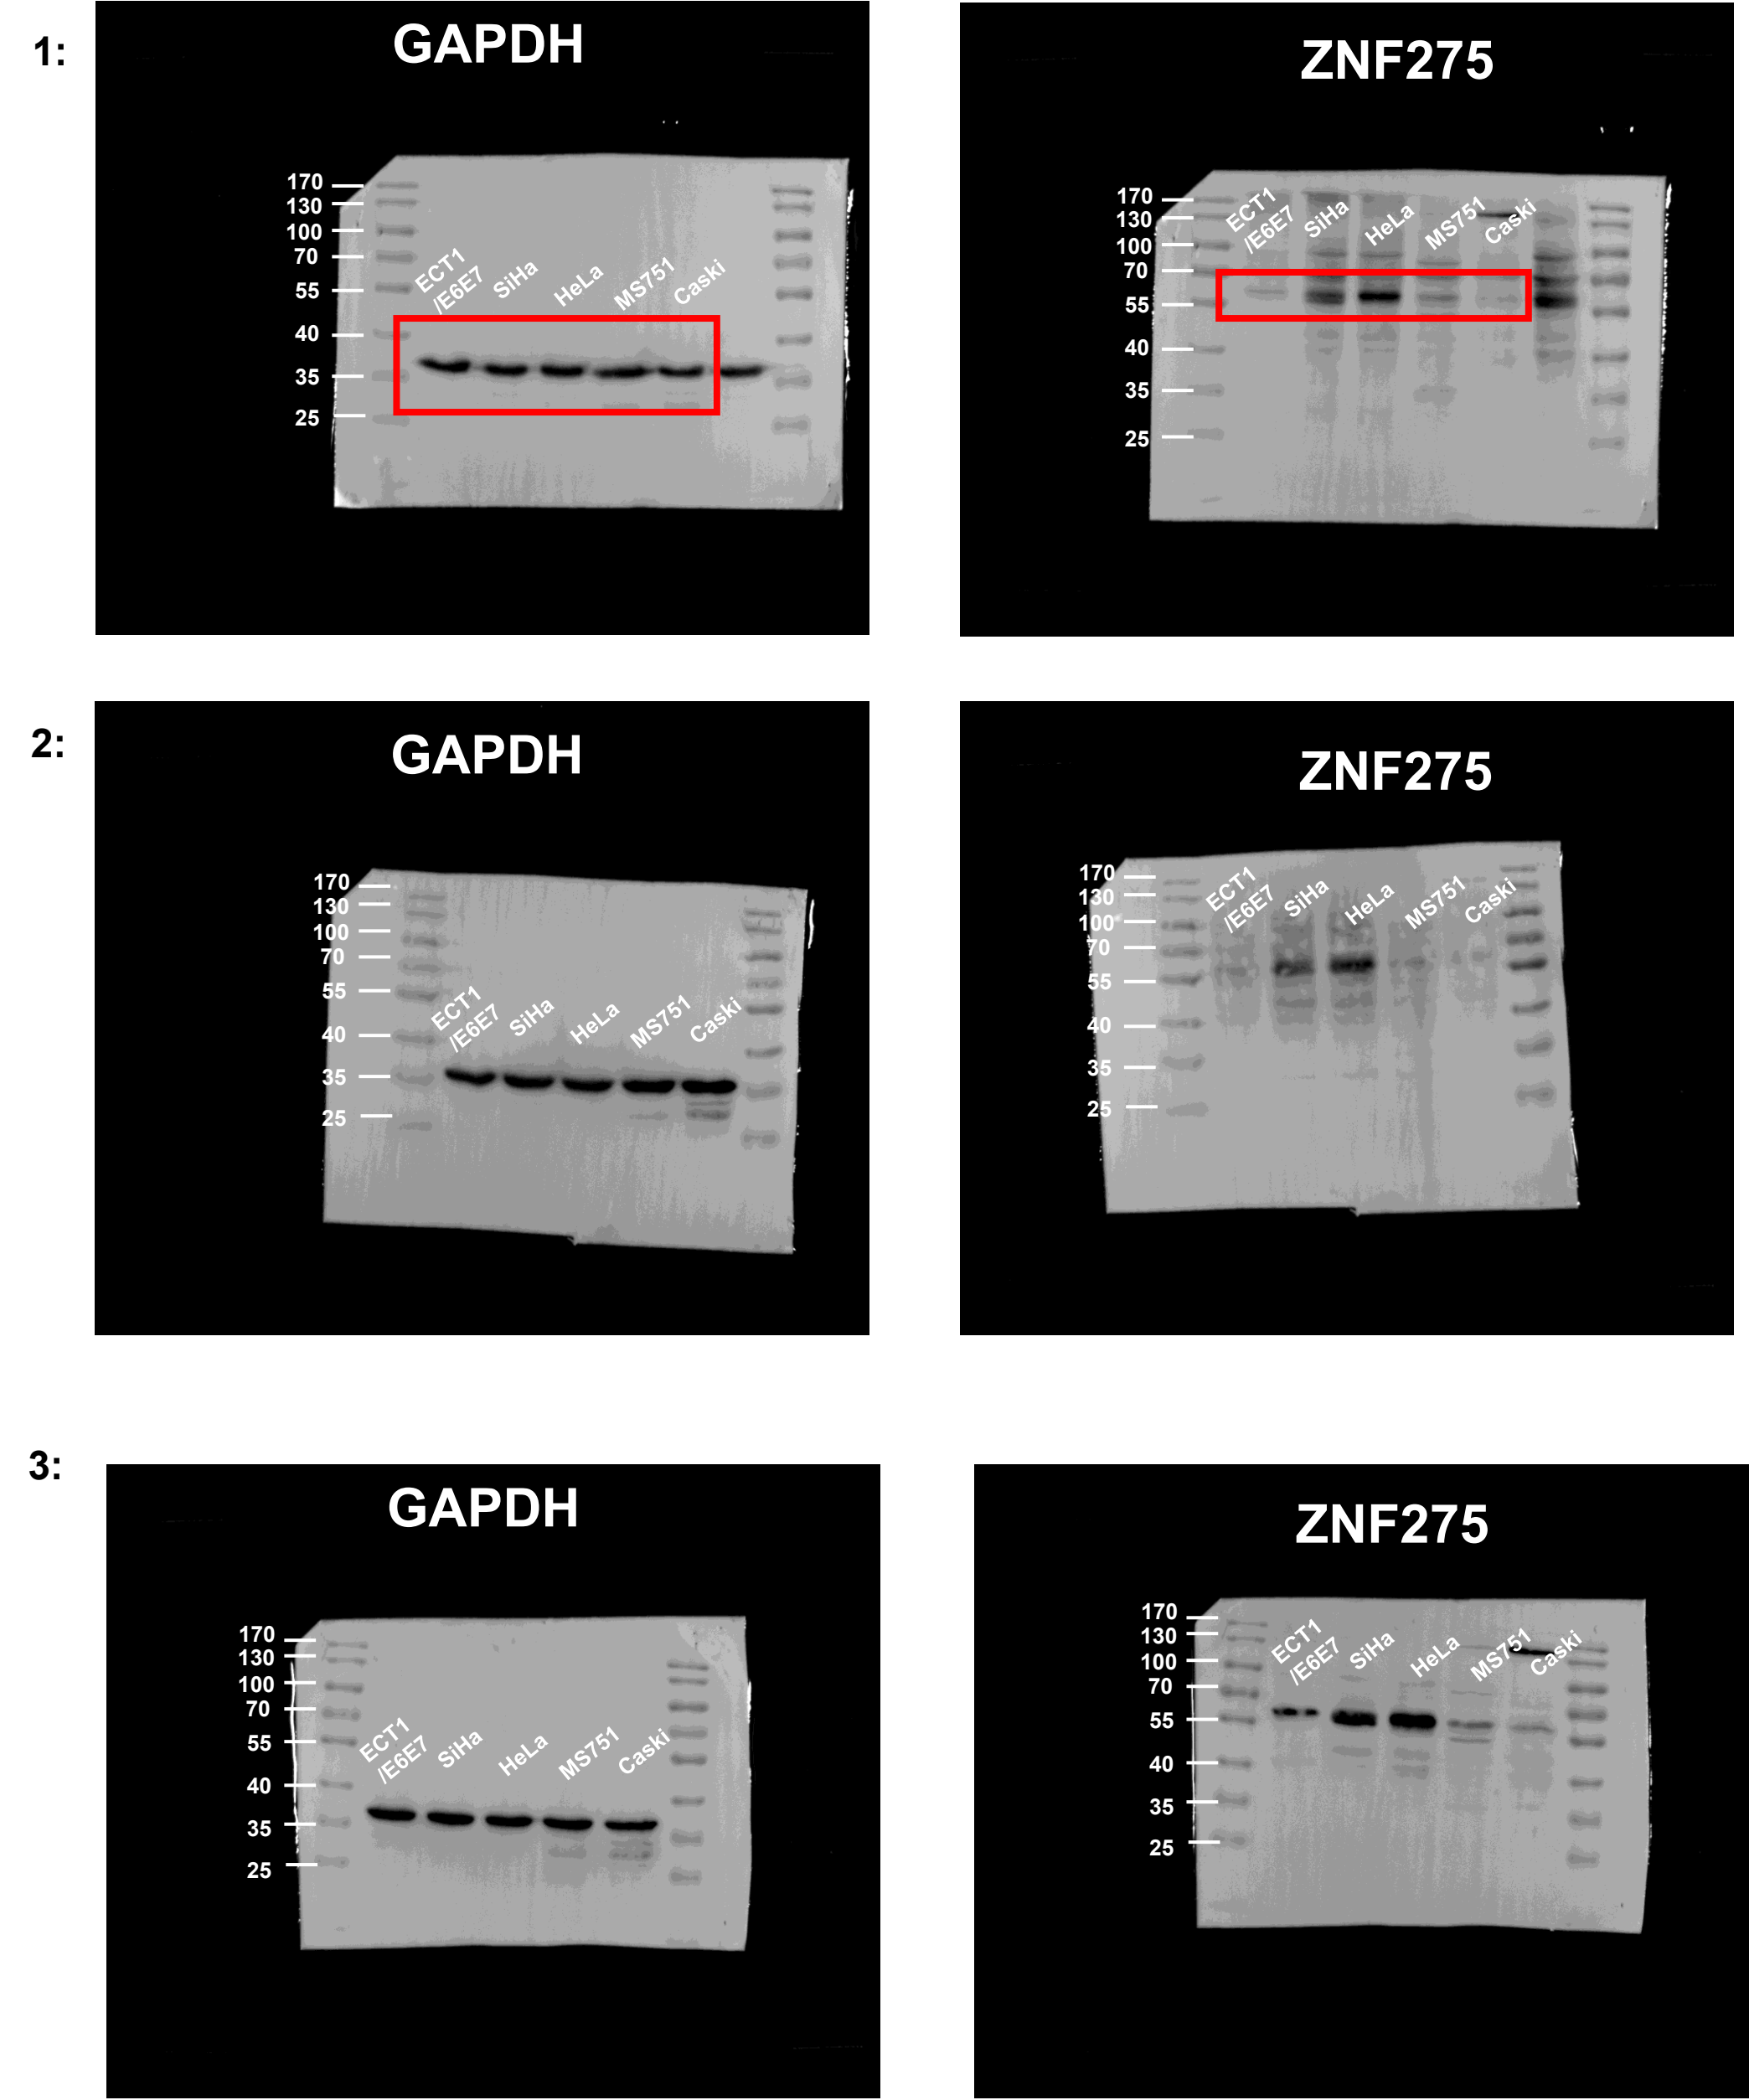 1:
GAPDH
170
130
100
70
55
40
35
25
ECT1
/E6E7
SiHa
HeLa
MS751
Caski
ZNF275
170
130
100
70
55
40
35
25
ECT1
/E6E7
SiHa
HeLa
MS751
Caski
2:
GAPDH
170
130
100
70
55
40
35
25
ECT1
/E6E7
SiHa
HeLa
MS751
Caski
ZNF275
170
130
100
70
55
40
35
25
ECT1
/E6E7
SiHa
HeLa
MS751
Caski
3:
GAPDH
170
130
100
70
55
40
35
25
ECT1
/E6E7
SiHa
HeLa
MS751
Caski
ZNF275
170
130
100
70
55
40
35
25
ECT1
/E6E7
SiHa
HeLa
MS751
Caski